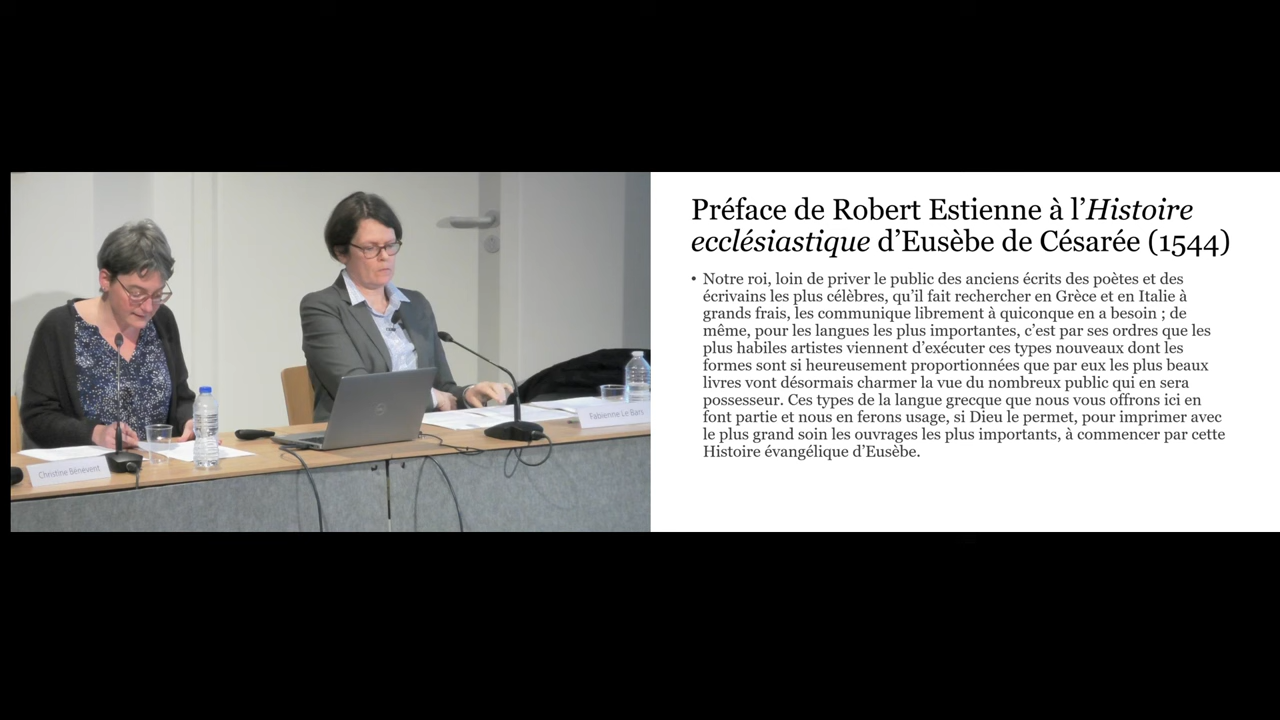 Préface de Robert Estienne à l’Histoire
ecclésiastique d’Eusèbe de Césarée (1544)
• Notre roi, loin de priver le public des anciens écrits des poètes et des
écrivains les plus célèbres, qu’il fait rechercher en Grèce et en Italie à
grands frais, les communique librement à quiconque en a besoin ; de
même, pour les langues les plus importantes, c’est par ses ordres que les
plus habiles artistes viennent d’exécuter ces types nouveaux dont les
formes sont si heureusement proportionnées que par eux les plus beaux
livres vont désormais charmer la vue du nombreux public qui en sera
possesseur. Ces types de la langue grecque que nous vous offrons ici en
font partie et nous en ferons usage, si Dieu le permet, pour imprimer avec
le plus grand soin les ouvrages les plus importants, à commencer par cette
Histoire évangélique d’Eusèbe.
Christine Bénévent
Fabienne Le Bars